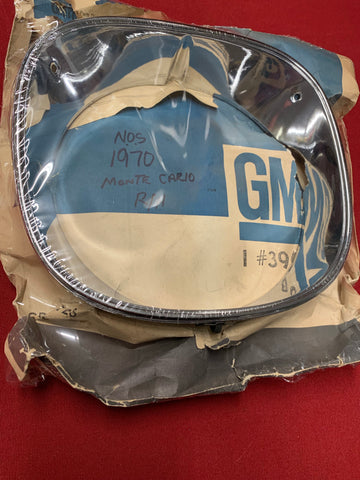 NOS
1970
MONTE CARLO
R
GM
1 #39